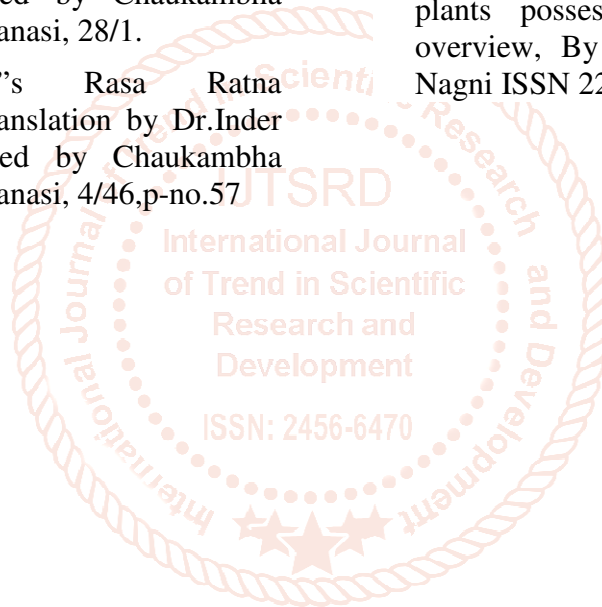 ed by Chaukambha
anasi, 28/1.
”s Rasa Ratna
anslation by Dr.Inder
ed by Chaukambha
anasi, 4/46,p-no.57
plants posses
overview, By
Nagni ISSN 22
International Journal of Trend in Scientific Research and Development
IJTSRD
International Journal
of Trend in Scientific
Research and
Development
ISSN: 2456-6470